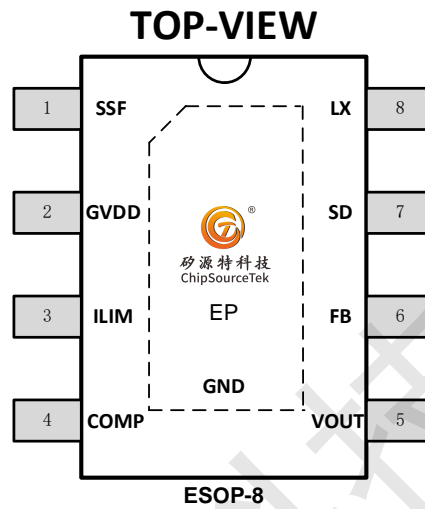 TOP-VIEW
1 SSF LX 8
2 GVDD SD 7
®
矽源特科技
ChipSourceTek
3 ILIM EP FB 6
GND
4 COMP VOUT 5
ESOP-8